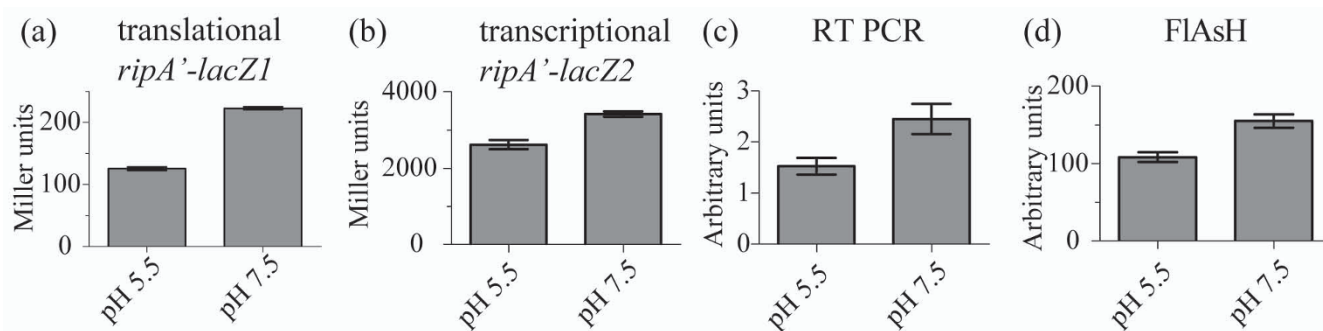 (a) translational
ripA'-lacZ1
Miller units
200
100
0
pH 5.5
pH 7.5
(b) transcriptional
ripA'-lacZ2
Miller units
4000
2000
0
pH 5.5
pH 7.5
(c) RT PCR
Arbitrary units
3
2
1
0
pH 5.5
pH 7.5
(d) FlAsH
Arbitrary units
200
100
0
pH 5.5
pH 7.5